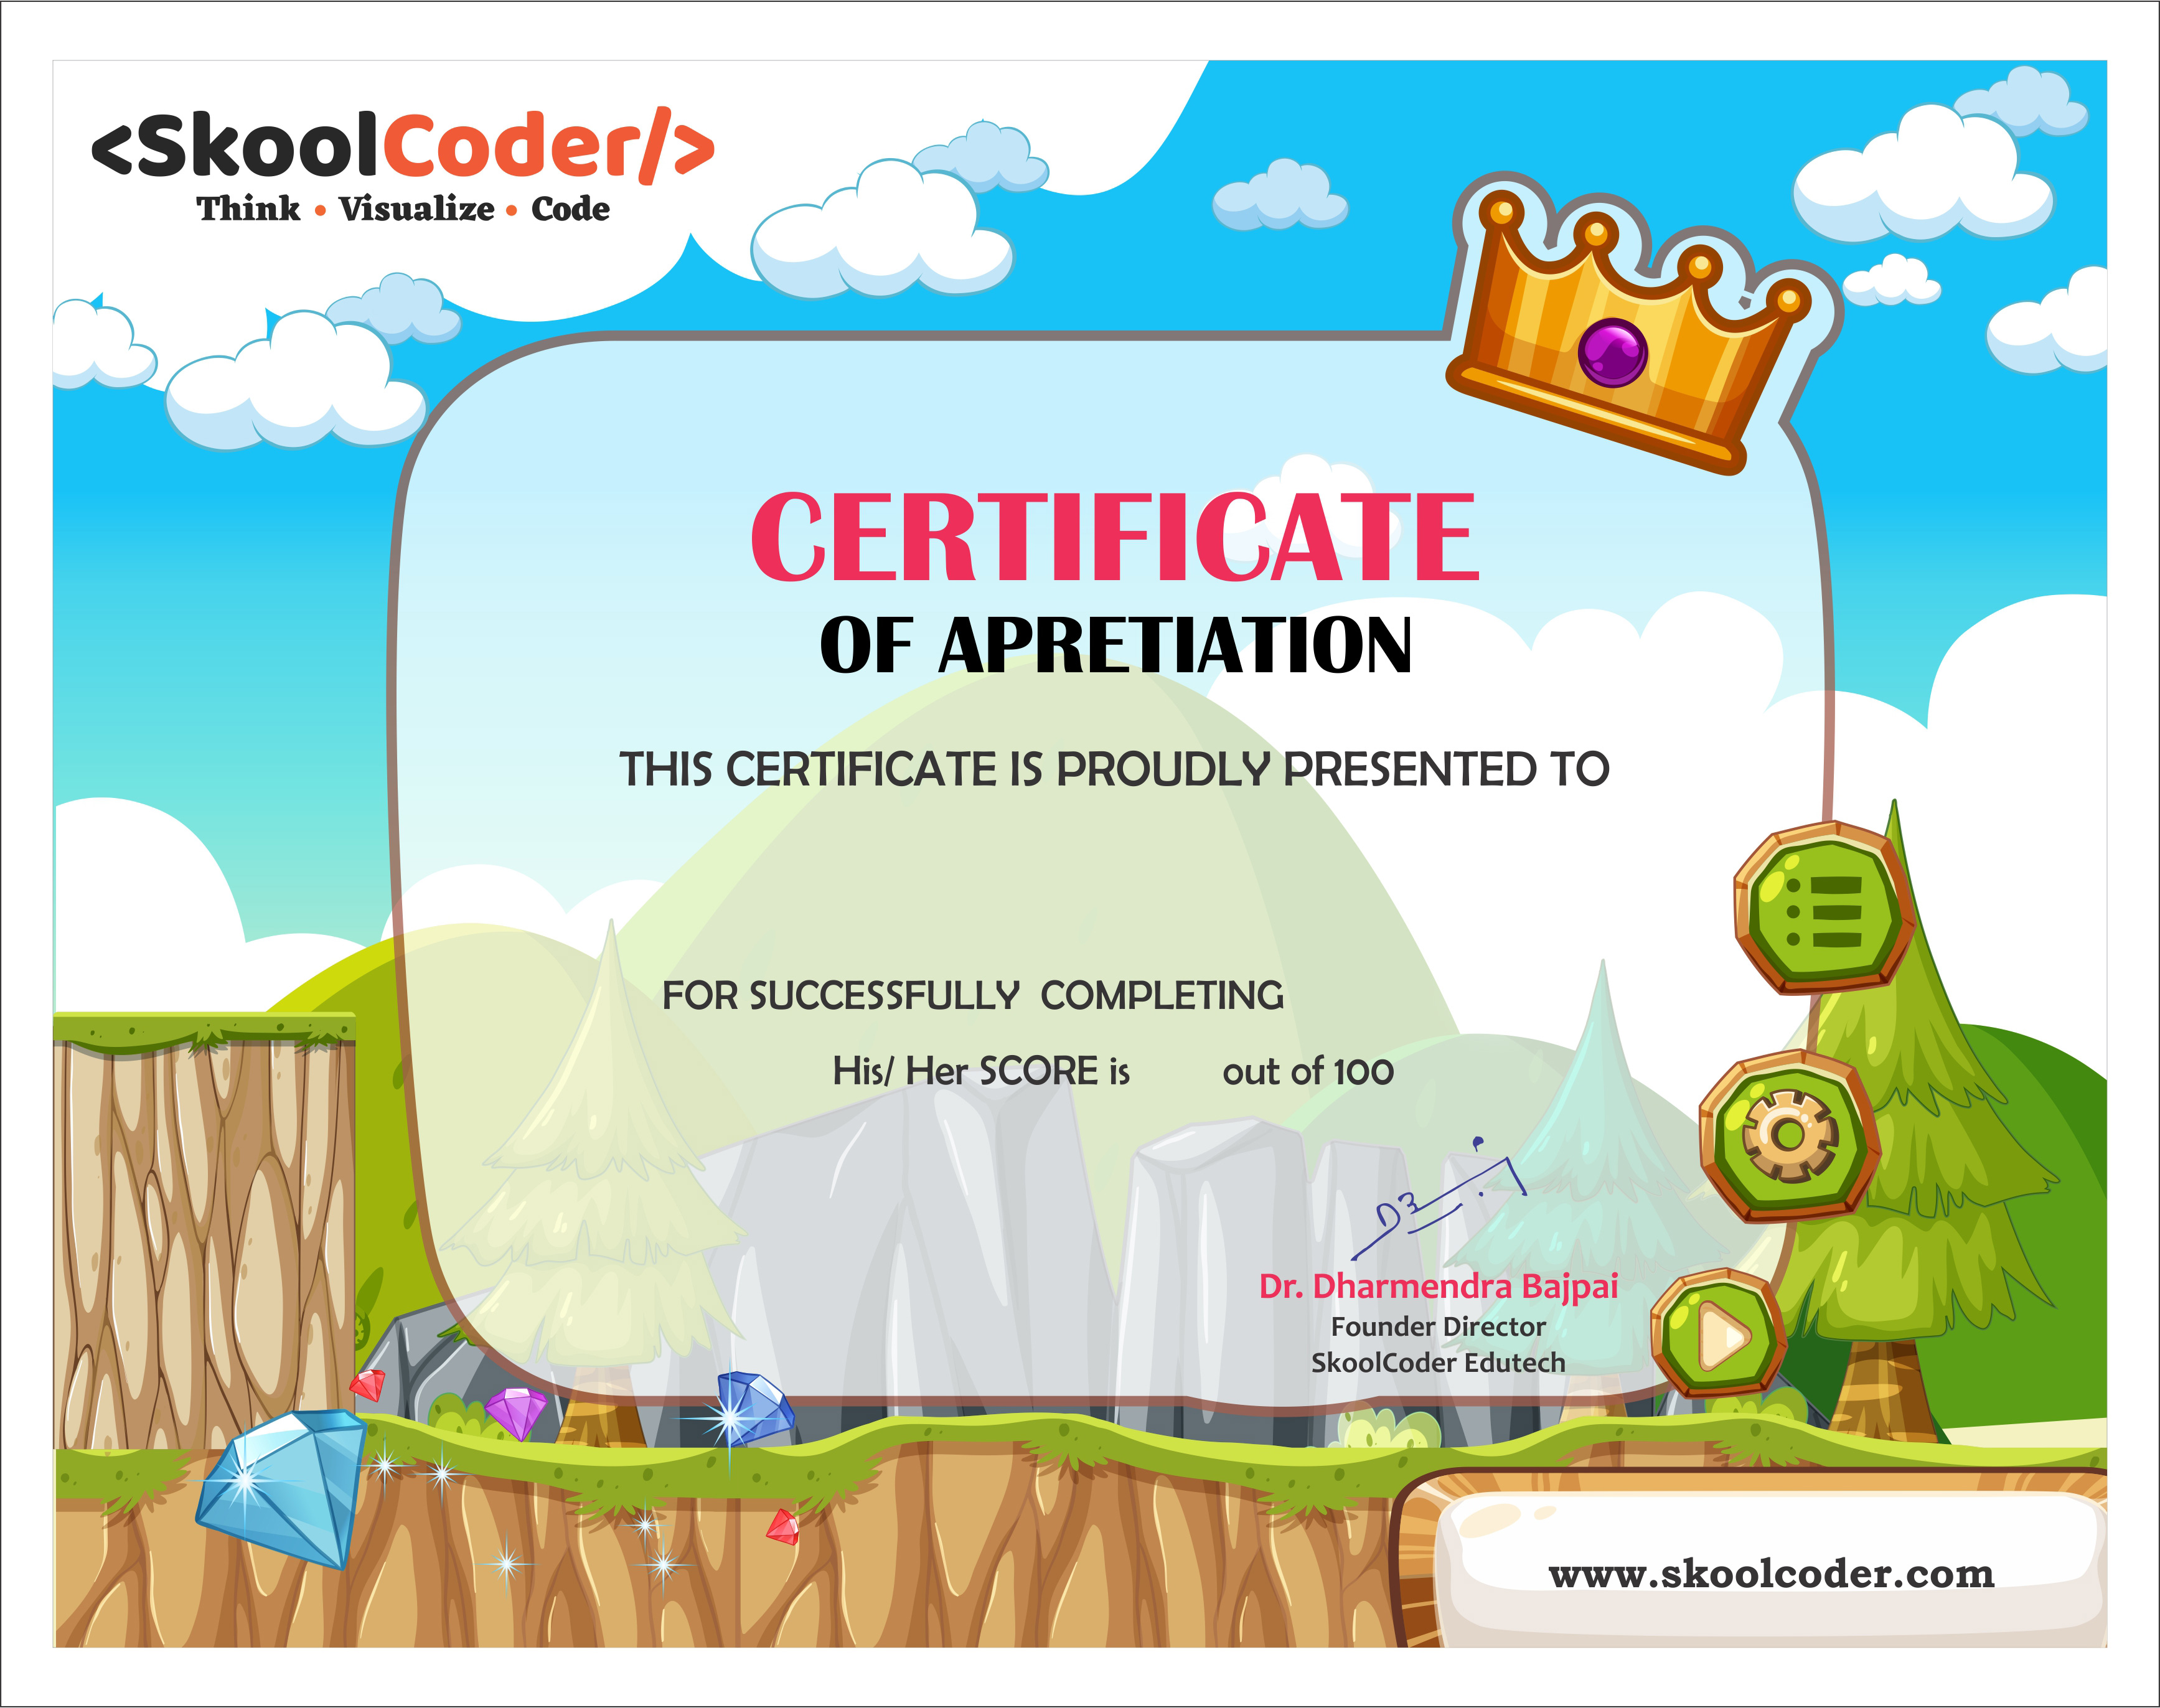 <SkoolCoder/>
Think • Visualize • Code
CERTIFICATE
OF APRETIATION
THIS CERTIFICATE IS PROUDLY PRESENTED TO
FOR SUCCESSFULLY COMPLETING
His/ Her SCORE is out of 100
Dr. Dharmendra Bajpai
Founder Director
SkoolCoder Edutech
www.skoolcoder.com